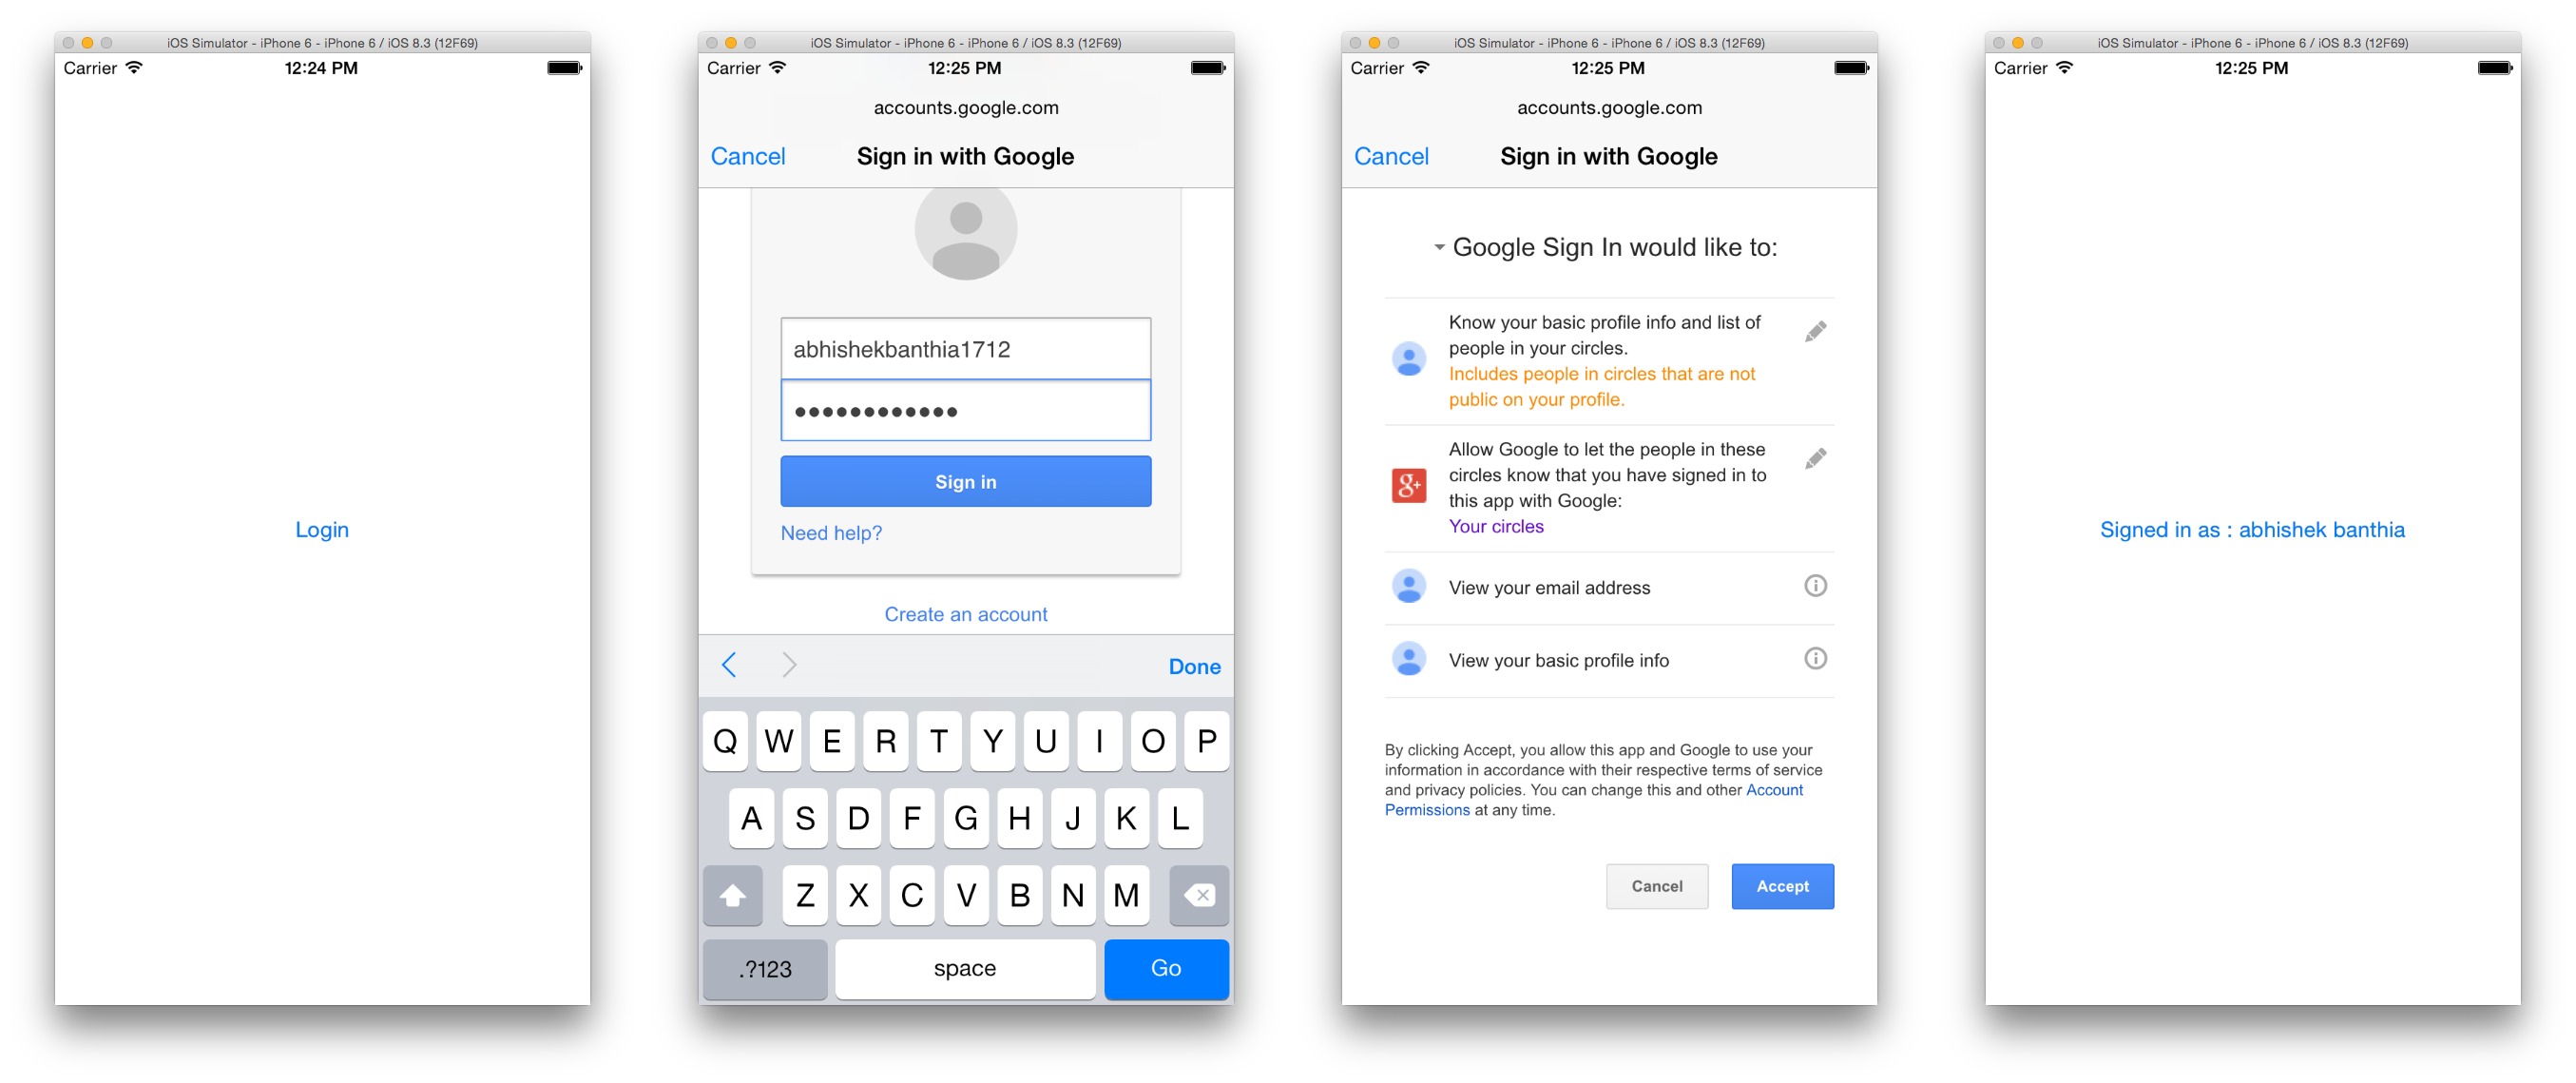 iOS Simulator - iPhone 6 - iPhone 6 / iOS 8.3 (12F69)
Carrier 12:24 PM
Login
iOS Simulator - iPhone 6 - iPhone 6 / iOS 8.3 (12F69)
Carrier 12:25 PM
accounts.google.com
Cancel Sign in with Google
abhishekbanthia1712
••••••••••••
Sign in
Need help?
Create an account
Done
Q W E R T Y U I O P
A S D F G H J K L
Z X C V B N M
.?123 space Go
iOS Simulator - iPhone 6 - iPhone 6 / iOS 8.3 (12F69)
Carrier 12:25 PM
accounts.google.com
Cancel Sign in with Google
Google Sign In would like to:
Know your basic profile info and list of
people in your circles.
Includes people in circles that are not
public on your profile.
g+
Allow Google to let the people in these
circles know that you have signed in to
this app with Google:
Your circles
View your email address
View your basic profile info
By clicking Accept, you allow this app and Google to use your
information in accordance with their respective terms of service
and privacy policies. You can change this and other Account
Permissions at any time.
Cancel Accept
iOS Simulator - iPhone 6 - iPhone 6 / iOS 8.3 (12F69)
Carrier 12:25 PM
Signed in as : abhishek banthia